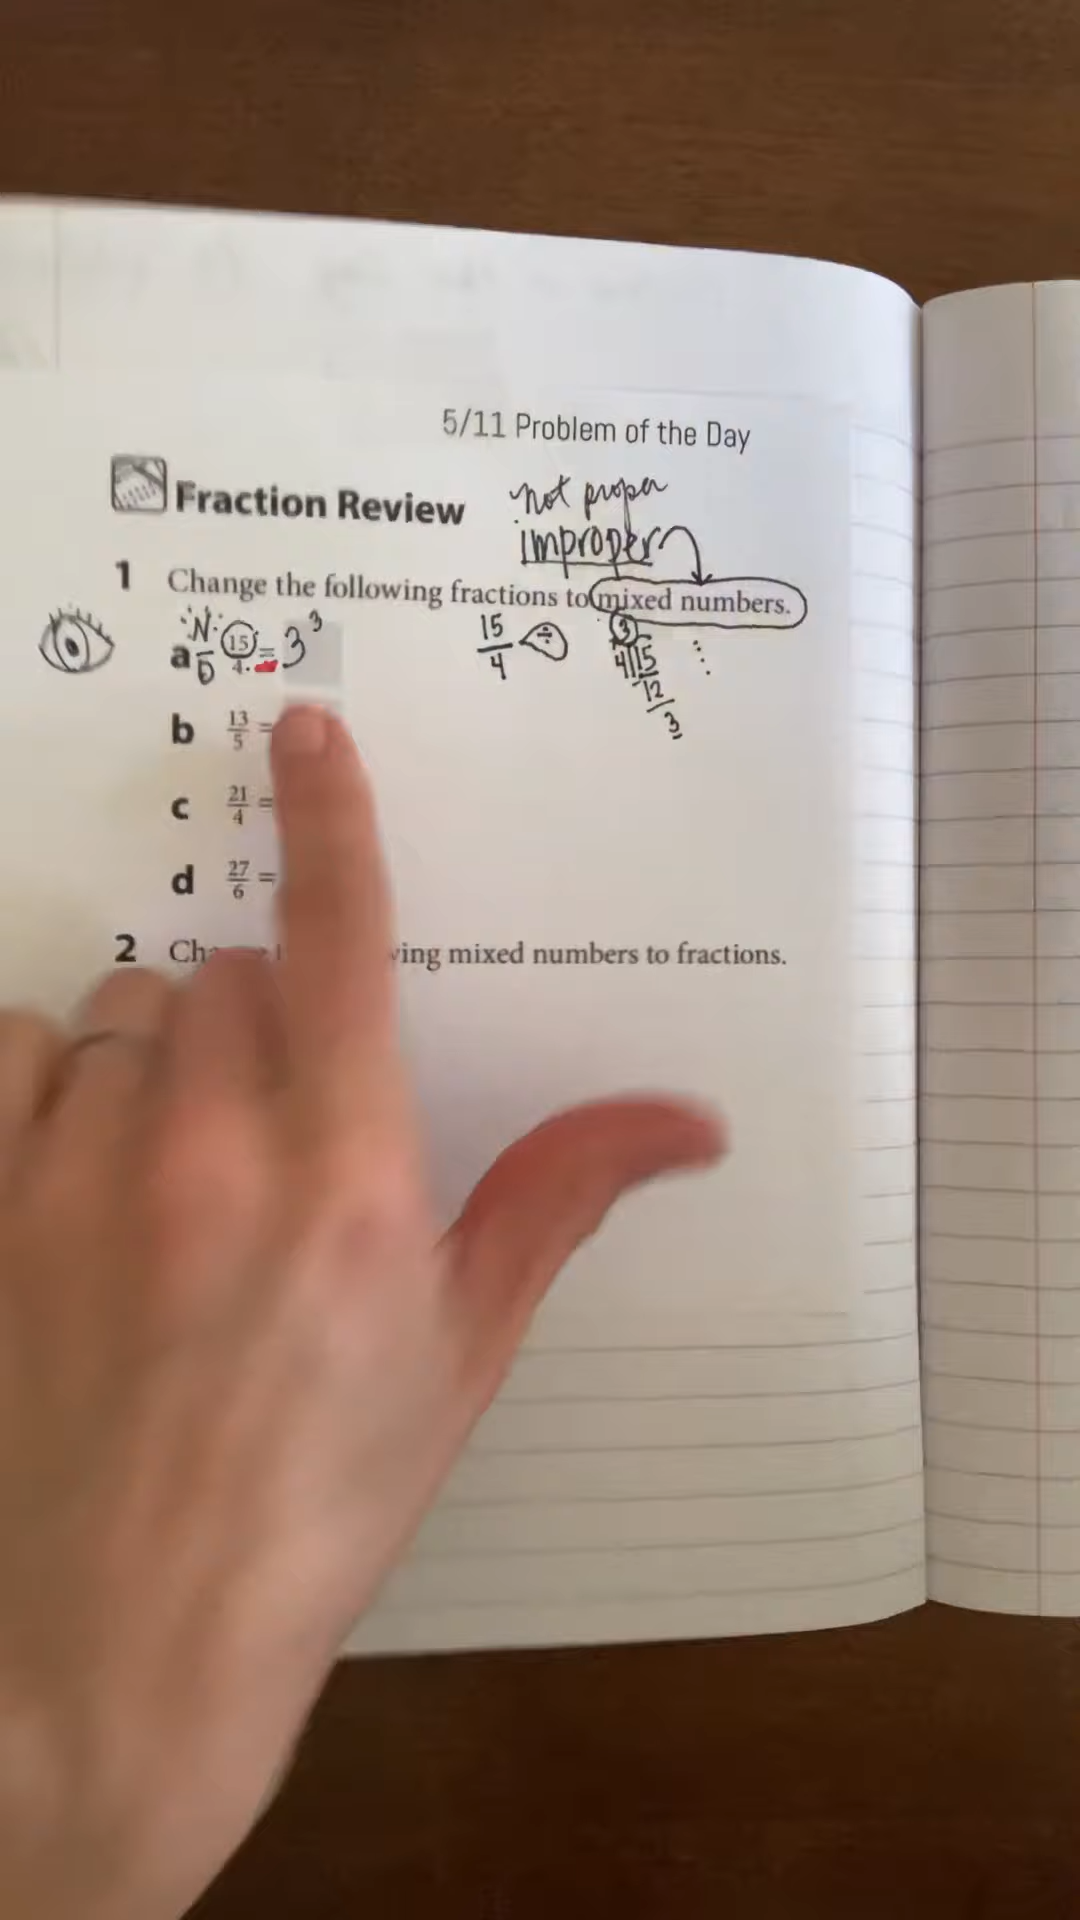 5/11 Problem of the Day
Fraction Review
not proper
improper
1 Change the following fractions to mixed numbers.
a N/D 15/4 = 3 3
15/4 ÷
3
4 15
-12
3
b 13/5 =
c 21/4 =
d 27/6 =
2 ving mixed numbers to fractions.